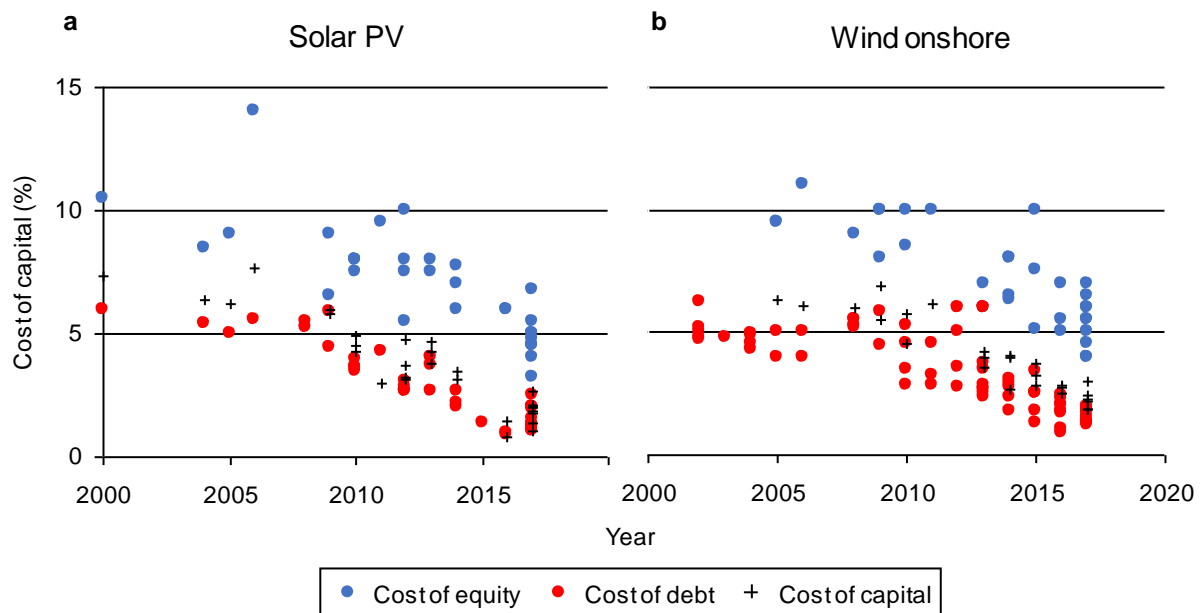 a
Solar PV
b
Wind onshore
Cost of capital (%)
15
10
5
0
2000
2005
2010
2015
2000
2005
2010
2015
2020
Year
Cost of equity
Cost of debt
Cost of capital